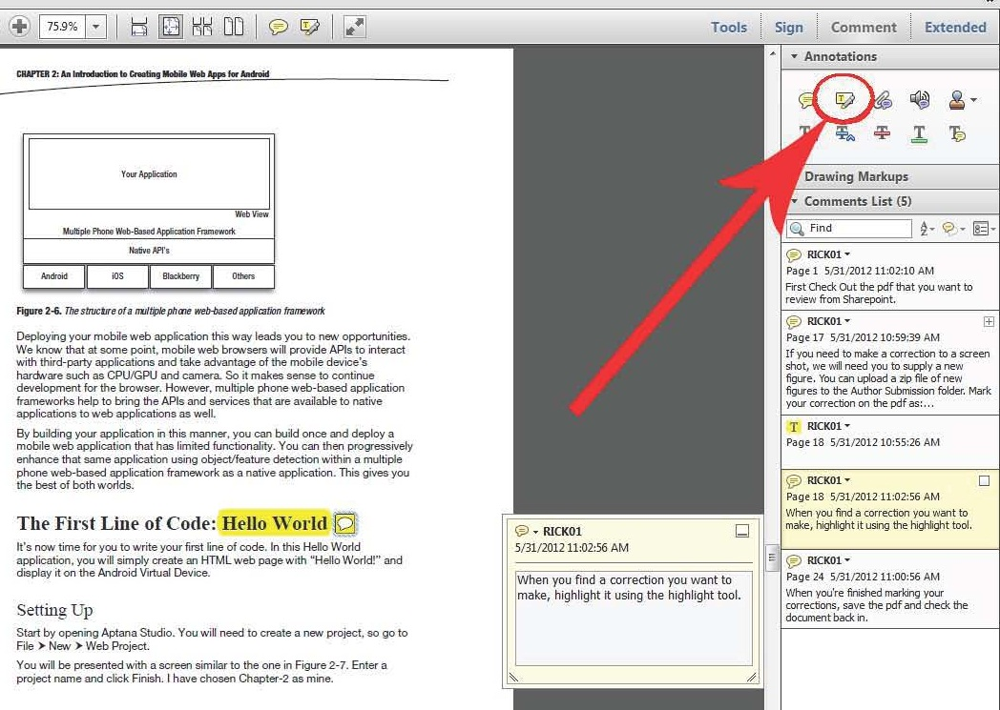 75.9%
Tools Sign Comment Extended
CHAPTER 2: An Introduction to Creating Mobile Web Apps for Android
Your Application
Web View
Multiple Phone Web-Based Application Framework
Native API's
Android iOS Blackberry Others
Figure 2-6. The structure of a multiple phone web-based application framework
Deploying your mobile web application this way leads you to new opportunities.
We know that at some point, mobile web browsers will provide APIs to interact
with third-party applications and take advantage of the mobile device's
hardware such as CPU/GPU and camera. So it makes sense to continue
development for the browser. However, multiple phone web-based application
frameworks help to bring the APIs and services that are available to native
applications to web applications as well.
By building your application in this manner, you can build once and deploy a
mobile web application that has limited functionality. You can then progressively
enhance that same application using object/feature detection within a multiple
phone web-based application framework as a native application. This gives you
the best of both worlds.
The First Line of Code: Hello World
It's now time for you to write your first line of code. In this Hello World
application, you will simply create an HTML web page with “Hello World!” and
display it on the Android Virtual Device.
Setting Up
Start by opening Aptana Studio. You will need to create a new project, so go to
File ➤ New ➤ Web Project.
You will be presented with a screen similar to the one in Figure 2-7. Enter a
project name and click Finish. I have chosen Chapter-2 as mine.
RICK01
5/31/2012 11:02:56 AM
When you find a correction you want to
make, highlight it using the highlight tool.
Annotations
Drawing Markups
Comments List (5)
Find
RICK01
Page 1 5/31/2012 11:02:10 AM
First Check Out the pdf that you want to
review from Sharepoint.
RICK01
Page 17 5/31/2012 10:59:39 AM
If you need to make a correction to a screen
shot, we will need you to supply a new
figure. You can upload a zip file of new
figures to the Author Submission folder. Mark
your correction on the pdf as:...
RICK01
Page 18 5/31/2012 10:55:26 AM
RICK01
Page 18 5/31/2012 11:02:56 AM
When you find a correction you want to
make, highlight it using the highlight tool.
RICK01
Page 24 5/31/2012 11:00:56 AM
When you're finished marking your
corrections, save the pdf and check the
document back in.